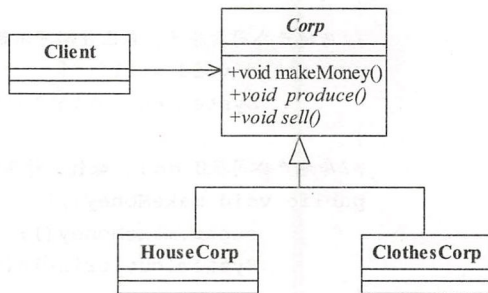 Corp
Client
+void makeMoney()
+void produce()
+void sell()
HouseCorp
ClothesCorp